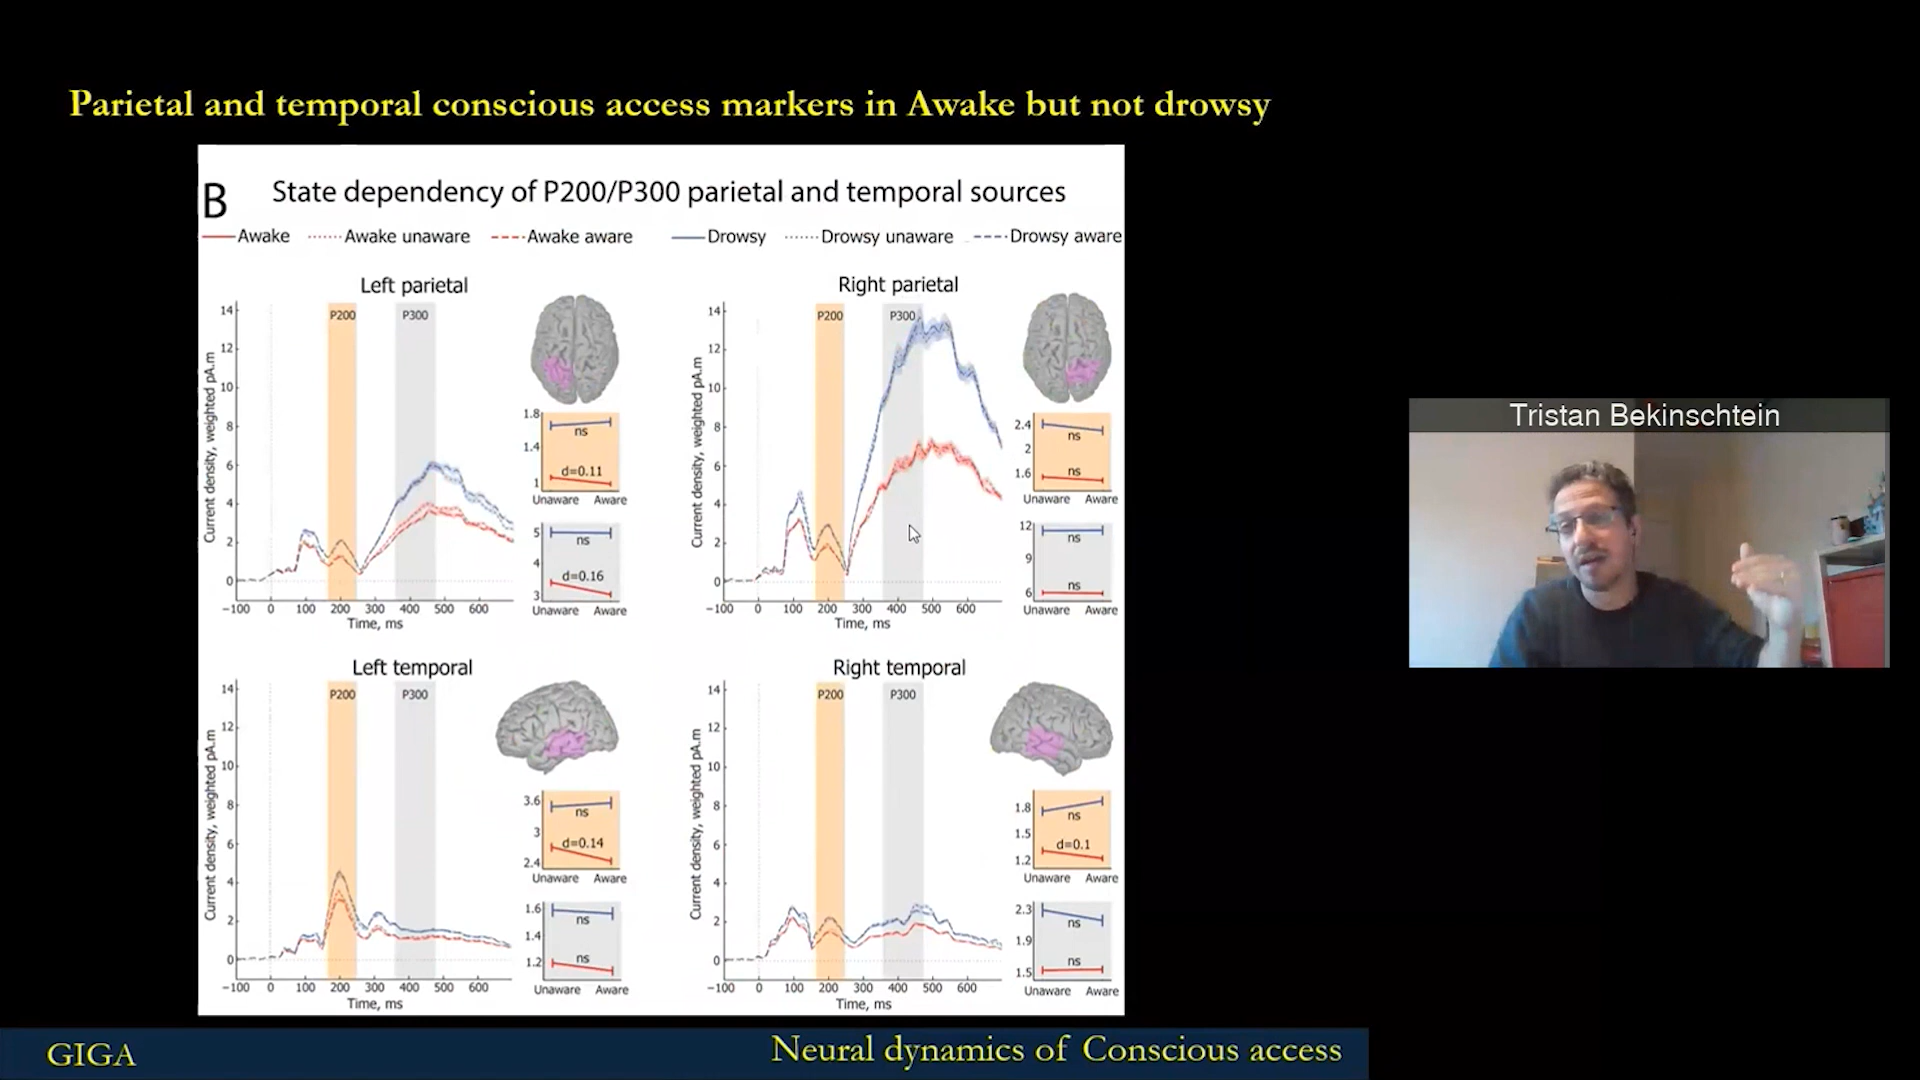 Parietal and temporal conscious access markers in Awake but not drowsy
B
State dependency of P200/P300 parietal and temporal sources
Awake Awake unaware Awake aware Drowsy Drowsy unaware Drowsy aware
Left parietal
P200 P300
14
12
10
8
6
4
2
0
Current density, weighted pA.m
−100 0 100 200 300 400 500 600
Time, ms
1.8
1.4
1
ns
d=0.11
Unaware Aware
5
4
3
ns
d=0.16
Unaware Aware
Right parietal
P200 P300
14
12
10
8
6
4
2
0
Current density, weighted pA.m
−100 0 100 200 300 400 500 600
Time, ms
2.4
2
1.6
ns
ns
Unaware Aware
12
9
6
ns
ns
Unaware Aware
Tristan Bekinschtein
Left temporal
P200 P300
14
12
10
8
6
4
2
0
Current density, weighted pA.m
−100 0 100 200 300 400 500 600
Time, ms
3.6
3
2.4
ns
d=0.14
Unaware Aware
1.6
1.4
1.2
ns
ns
Unaware Aware
Right temporal
P200 P300
14
12
10
8
6
4
2
0
Current density, weighted pA.m
−100 0 100 200 300 400 500 600
Time, ms
1.8
1.5
1.2
ns
d=0.1
Unaware Aware
2.3
1.9
1.5
ns
ns
Unaware Aware
GIGA
Neural dynamics of Conscious access